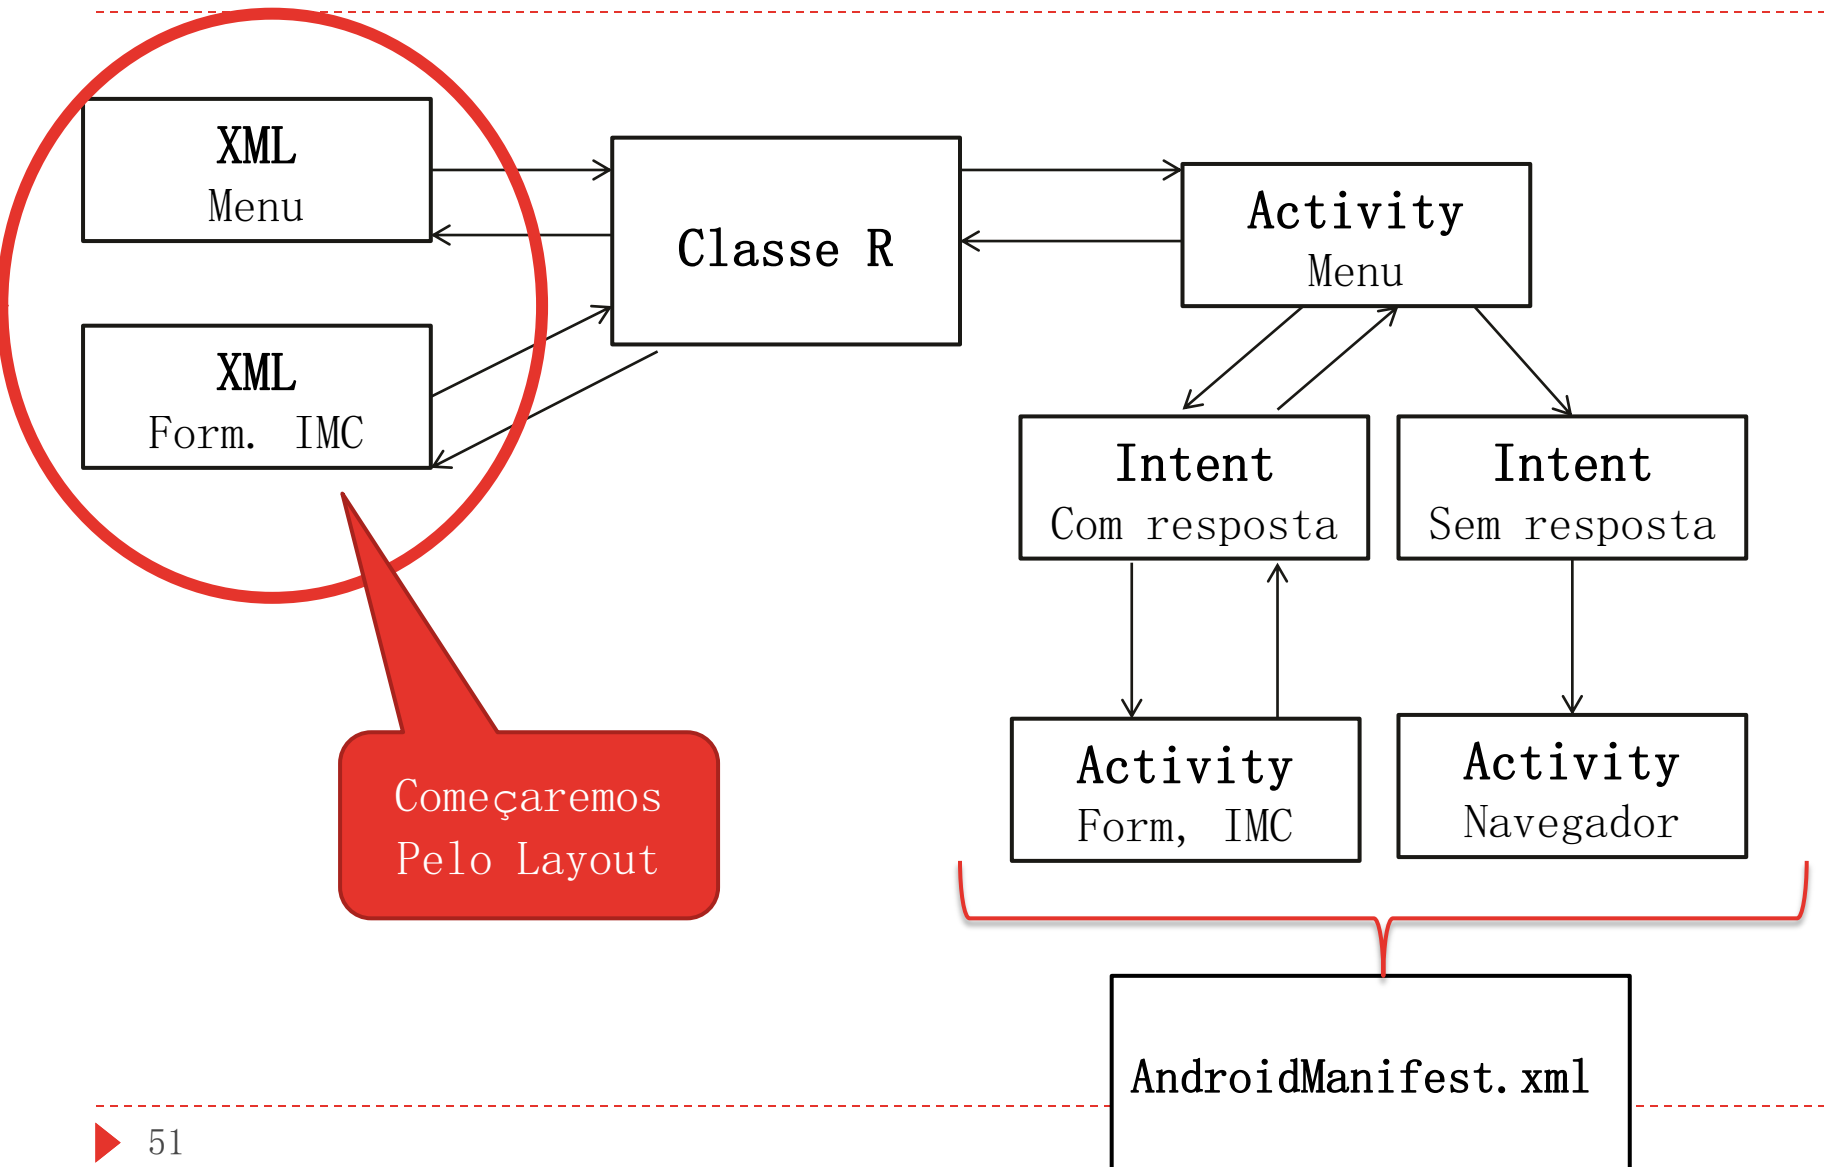 XML
Menu
XML
Form. IMC
Classe R
Activity
Menu
Intent
Com resposta
Intent
Sem resposta
Activity
Form, IMC
Activity
Navegador
Começaremos
Pelo Layout
AndroidManifest.xml
51